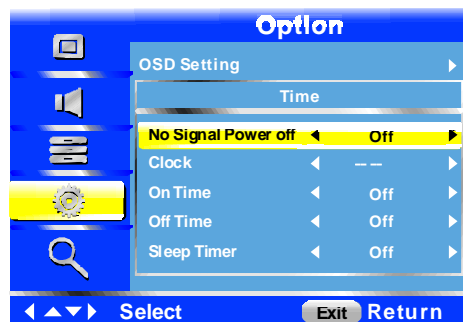 Option
OSD Setting
Time
No Signal Power off Off
Clock -- --
On Time Off
Off Time Off
Sleep Timer Off
Select Exit Return